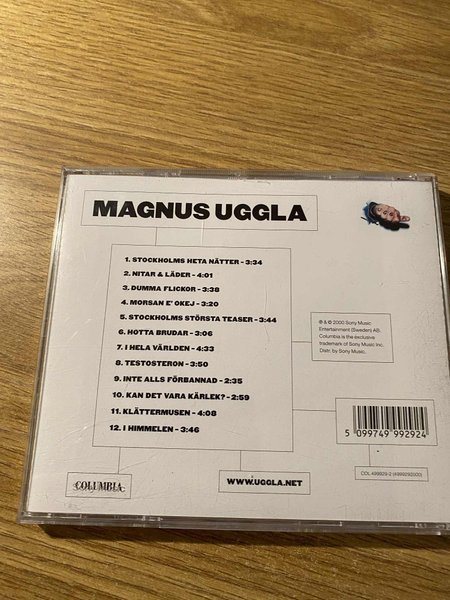 MAGNUS UGGLA
1. STOCKHOLMS HETA NÄTTER - 3:34
2. NITAR & LÄDER - 4:01
3. DUMMA FLICKOR - 3:38
4. MORSAN E' OKEJ - 3:20
5. STOCKHOLMS STÖRSTA TEASER - 3:44
6. HOTTA BRUDAR - 3:06
7. I HELA VÄRLDEN - 4:33
8. TESTOSTERON - 3:50
9. INTE ALLS FÖRBANNAD - 2:35
10. KAN DET VARA KÄRLEK? - 2:59
11. KLÄTTERMUSEN - 4:08
12. I HIMMELEN - 3:46
℗ & © 2000 Sony Music
Entertainment (Sweden) AB.
Columbia is the exclusive
trademark of Sony Music Inc.
Distr. by Sony Music.
5 099749 992924
COL 499929-2 (4999292000)
COLUMBIA
WWW.UGGLA.NET